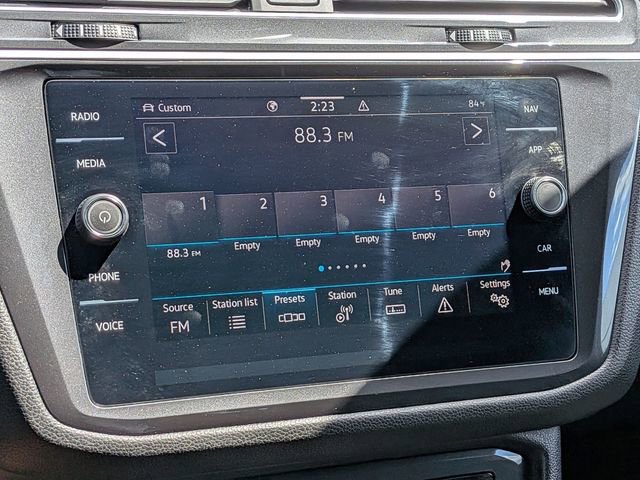 RADIO
MEDIA
PHONE
VOICE
Custom 2:23 84°F
< 88.3 FM >
1 2 3 4 5 6
88.3 FM Empty Empty Empty Empty Empty
Source Station list Presets Station Tune Alerts Settings
FM
NAV
APP
CAR
MENU